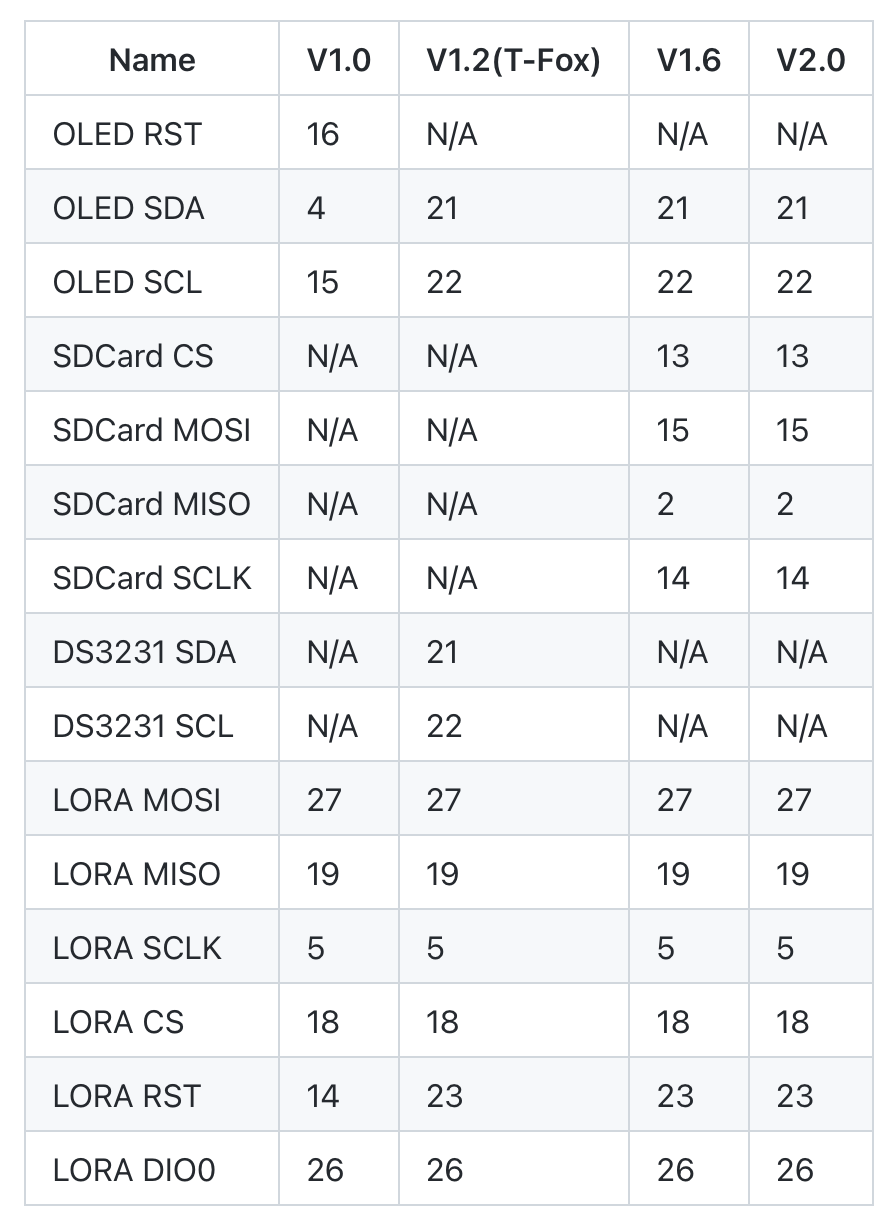 Name V1.0 V1.2(T-Fox) V1.6 V2.0
OLED RST 16 N/A N/A N/A
OLED SDA 4 21 21 21
OLED SCL 15 22 22 22
SDCard CS N/A N/A 13 13
SDCard MOSI N/A N/A 15 15
SDCard MISO N/A N/A 2 2
SDCard SCLK N/A N/A 14 14
DS3231 SDA N/A 21 N/A N/A
DS3231 SCL N/A 22 N/A N/A
LORA MOSI 27 27 27 27
LORA MISO 19 19 19 19
LORA SCLK 5 5 5 5
LORA CS 18 18 18 18
LORA RST 14 23 23 23
LORA DIO0 26 26 26 26